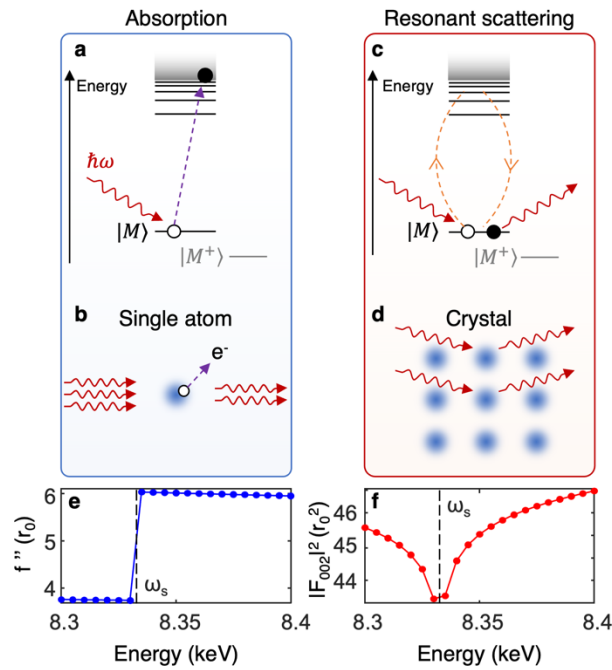 Absorption
a
Energy
ħω
|M⟩
|M⁺⟩
b
Single atom
e⁻
e
6
5
4
f '' (r₀)
ωₛ
8.3
8.35
8.4
Energy (keV)
Resonant scattering
c
Energy
|M⟩
|M⁺⟩
d
Crystal
f
46
45
44
|F₀₀₂|² (r₀²)
ωₛ
8.3
8.35
8.4
Energy (keV)